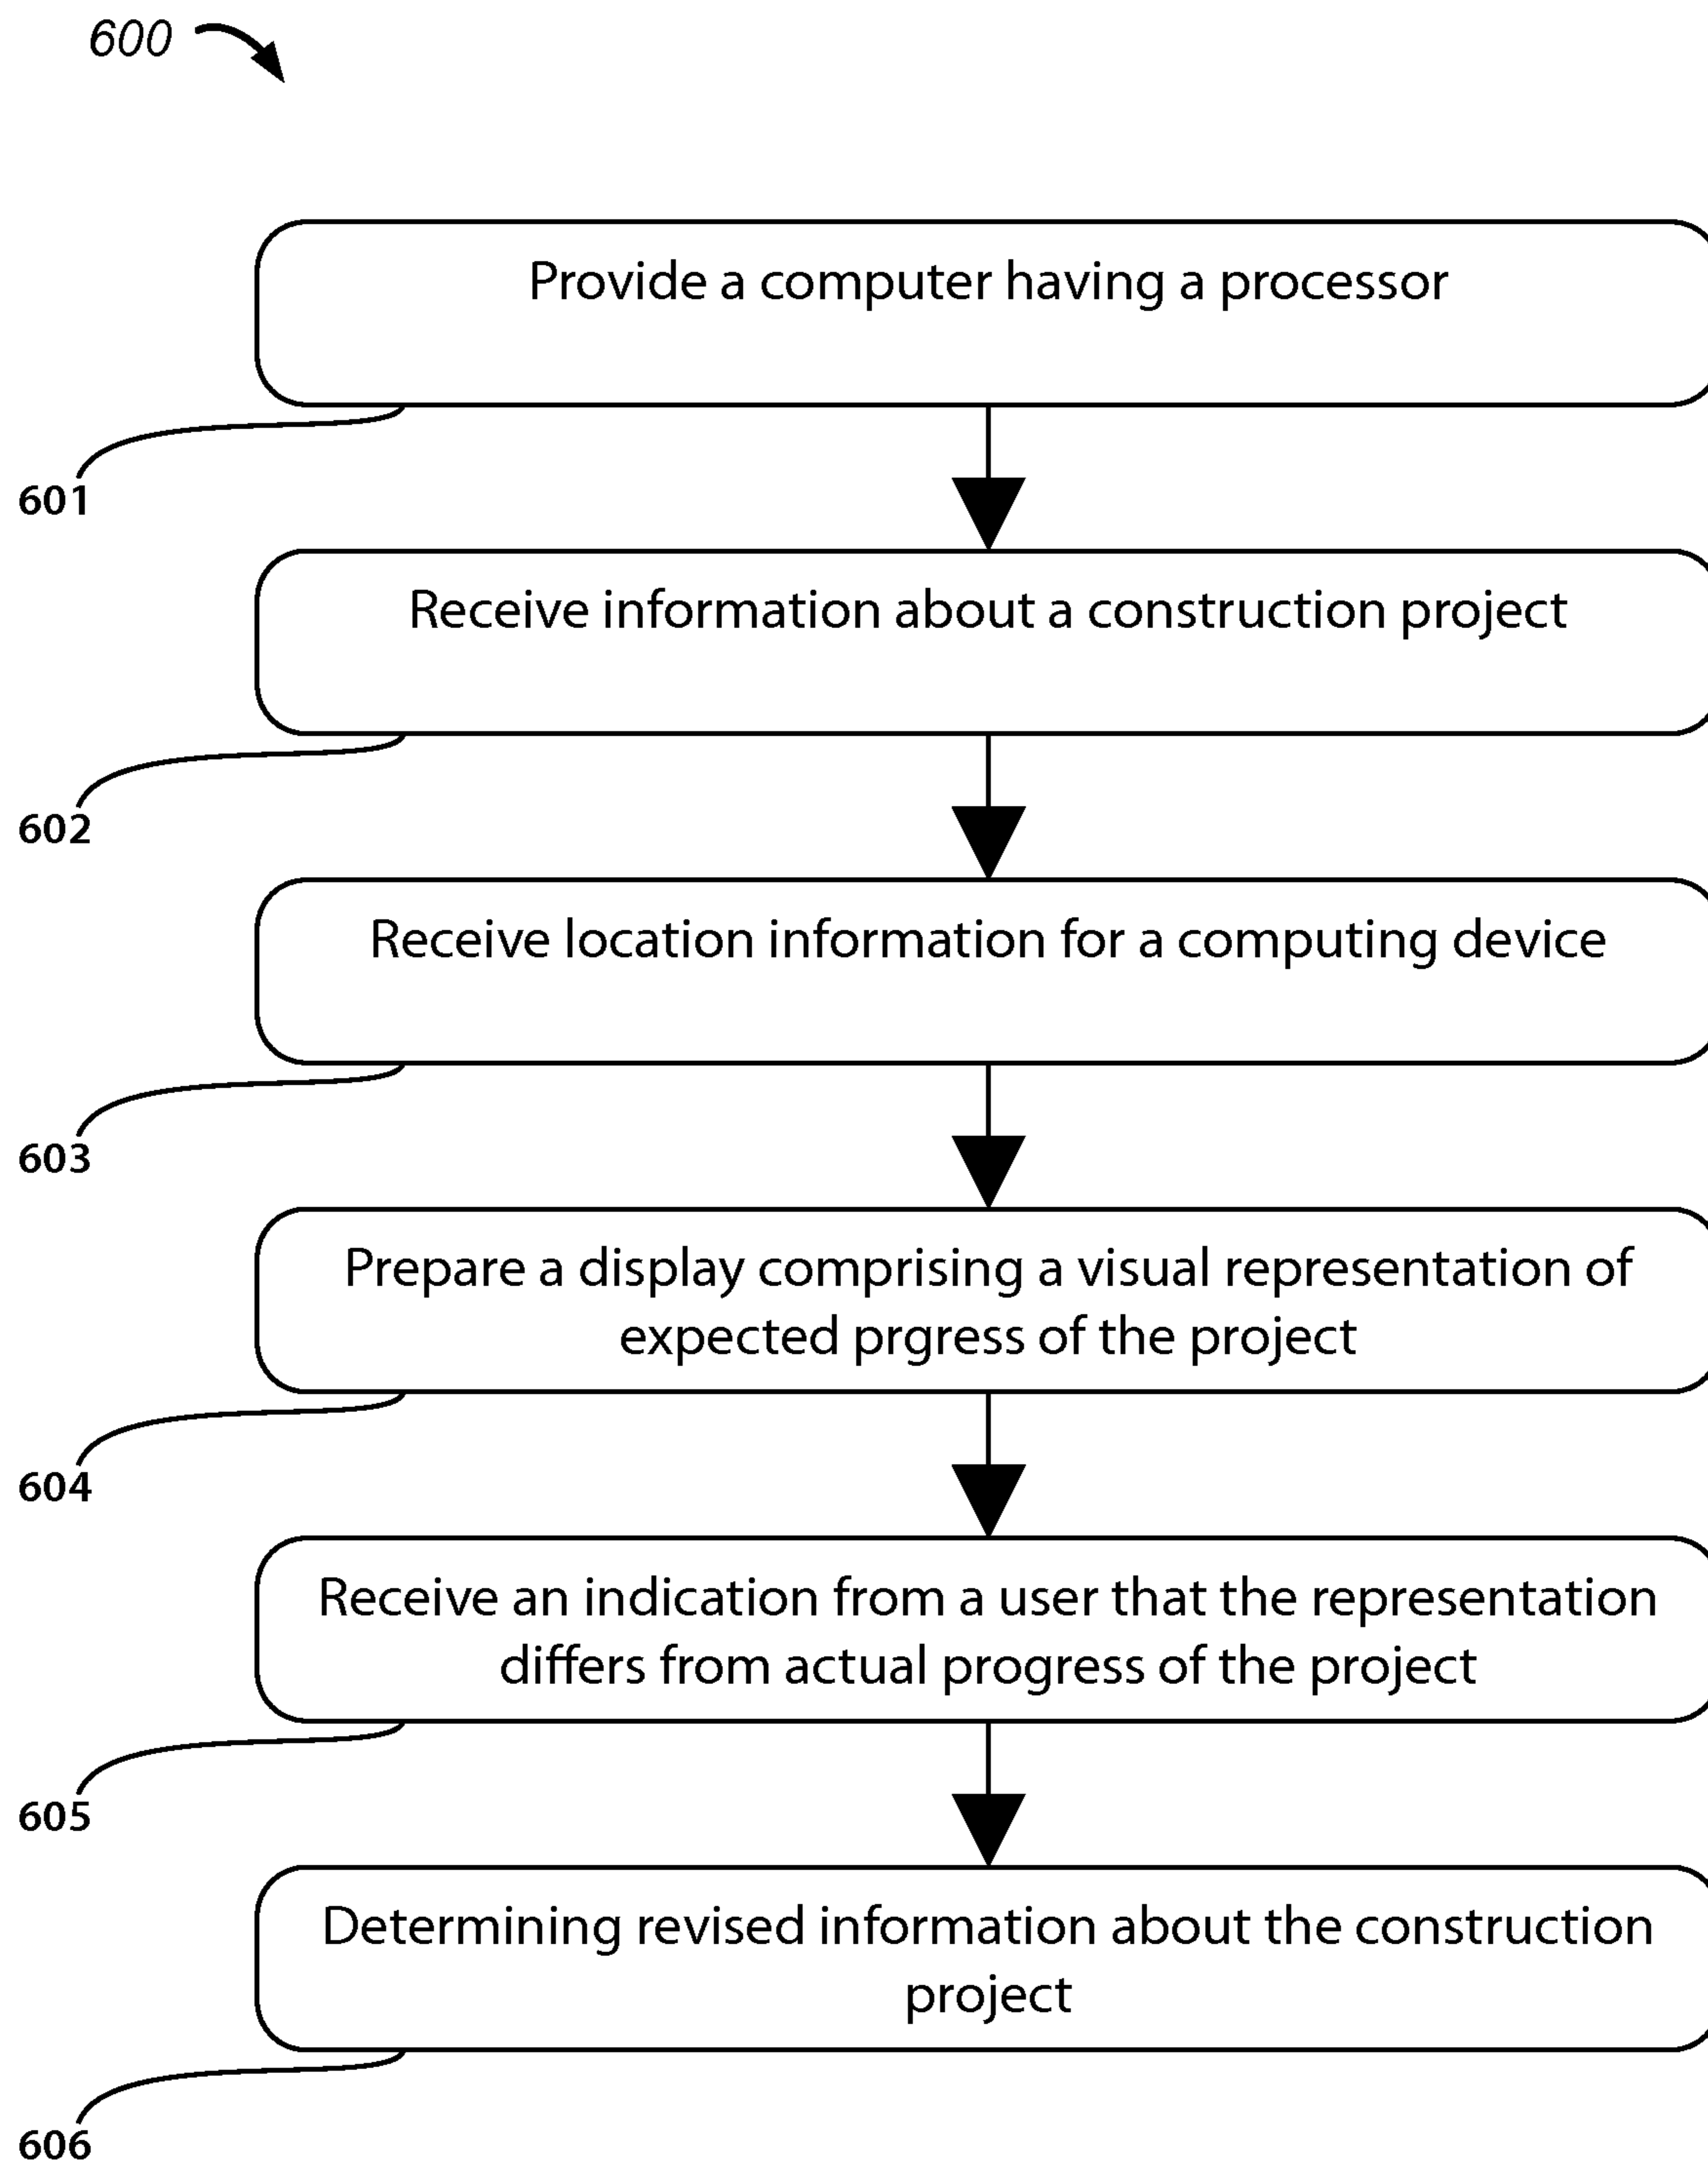 600
Provide a computer having a processor
601
Receive information about a construction project
602
Receive location information for a computing device
603
Prepare a display comprising a visual representation of
expected prgress of the project
604
Receive an indication from a user that the representation
differs from actual progress of the project
605
Determining revised information about the construction
project
606